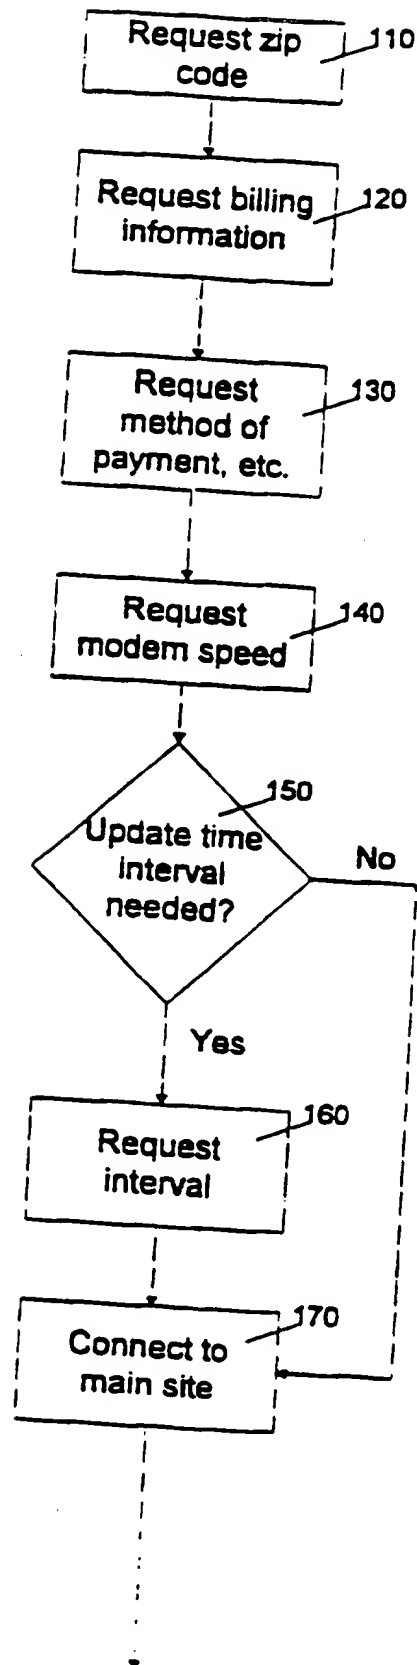 Request zip
code
110
Request billing
information
120
Request
method of
payment, etc.
130
Request
modem speed
140
150
Update time
interval
needed?
No
Yes
Request
interval
160
Connect to
main site
170